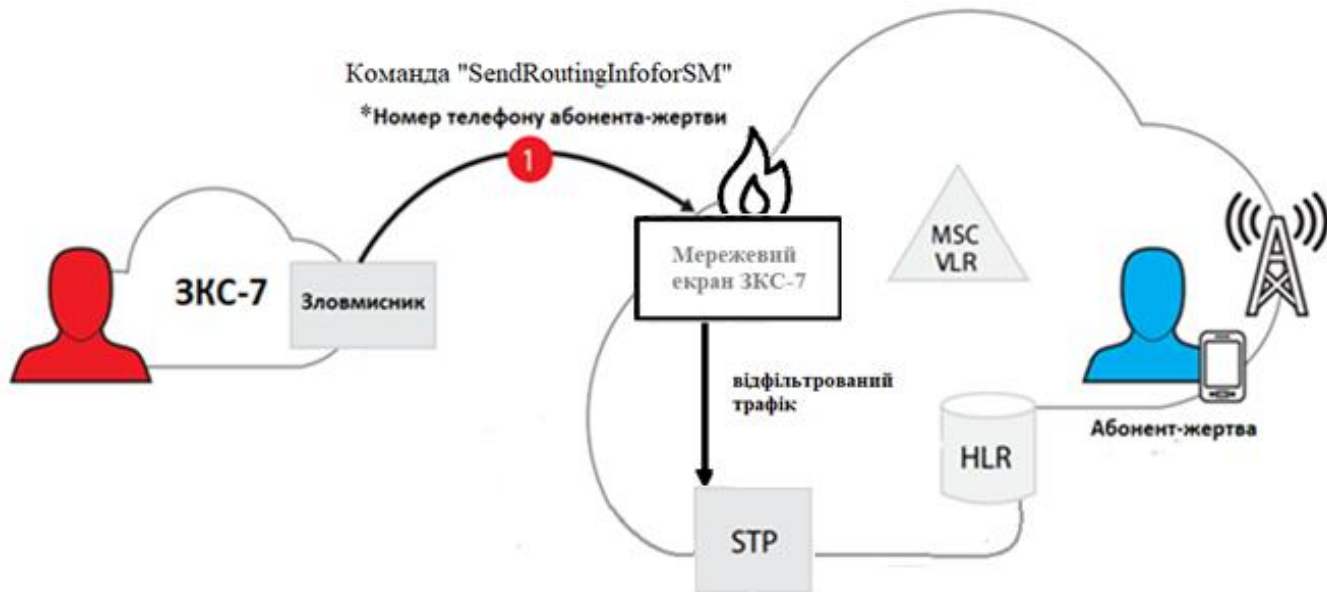 Команда "SendRoutingInfoforSM"
*Номер телефону абонента-жертви
1
ЗКС-7
Зловмисник
Мережевий
екран ЗКС-7
MSC
VLR
відфільтрований
трафік
HLR
Абонент-жертва
STP